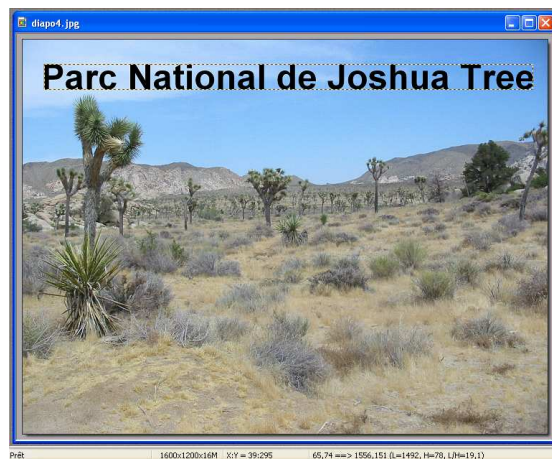 diapo4.jpg
Parc National de Joshua Tree
Prêt 1600x1200x16M X:Y = 39:295 65,74 ==> 1556,151 (L=1492, H=78, L/H=19,1)